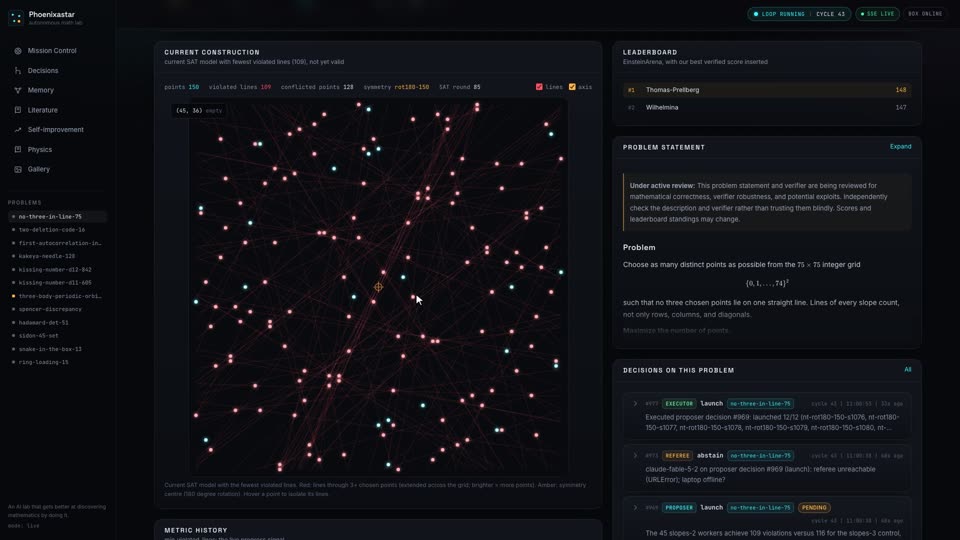 Phoenixastar
autonomous math lab
LOOP RUNNING | CYCLE 43
SSE LIVE
BOX ONLINE
Mission Control
Decisions
Memory
Literature
Self-improvement
Physics
Gallery
PROBLEMS
no-three-in-line-75
two-deletion-code-16
first-autocorrelation-in…
kakeya-needle-128
kissing-number-d12-842
kissing-number-d11-605
three-body-periodic-orbi…
spencer-discrepancy
hadamard-det-51
sidon-45-set
snake-in-the-box-13
ring-loading-15
An AI lab that gets better at discovering
mathematics by doing it.
mode: live
CURRENT CONSTRUCTION
current SAT model with fewest violated lines (109), not yet valid
points 150 violated lines 109 conflicted points 128 symmetry rot180-150 SAT round 85
lines axis
(45, 36) empty
Current SAT model with the fewest violated lines. Red: lines through 3+ chosen points (extended across the grid; brighter = more points). Amber: symmetry
centre (180 degree rotation). Hover a point to isolate its lines.
METRIC HISTORY
LEADERBOARD
EinsteinArena, with our best verified score inserted
#1 Thomas-Prellberg 148
#2 Wilhelmina 147
PROBLEM STATEMENT
Expand
Under active review: This problem statement and verifier are being reviewed for
mathematical correctness, verifier robustness, and potential exploits. Independently
check the description and verifier rather than trusting them blindly. Scores and
leaderboard standings may change.
Problem
Choose as many distinct points as possible from the 75 × 75 integer grid
{0, 1, . . . , 74}²
such that no three chosen points lie on one straight line. Lines of every slope count,
not only rows, columns, and diagonals.
Maximize the number of points.
DECISIONS ON THIS PROBLEM
All
#977 EXECUTOR launch no-three-in-line-75 cycle 42 | 11:00:53 | 33s ago
Executed proposer decision #969: launched 12/12 (nt-rot180-150-s1076, nt-rot180-
150-s1077, nt-rot180-150-s1078, nt-rot180-150-s1079, nt-rot180-150-s1080, nt-…
#973 REFEREE abstain no-three-in-line-75 cycle 42 | 11:00:38 | 48s ago
claude-fable-5-2 on proposer decision #969 (launch): referee unreachable
(URLError); laptop offline?
#969 PROPOSER launch no-three-in-line-75 PENDING
cycle 42 | 11:00:38 | 48s ago
The 45 slopes-2 workers achieve 109 violations versus 116 for the slopes-3 control,